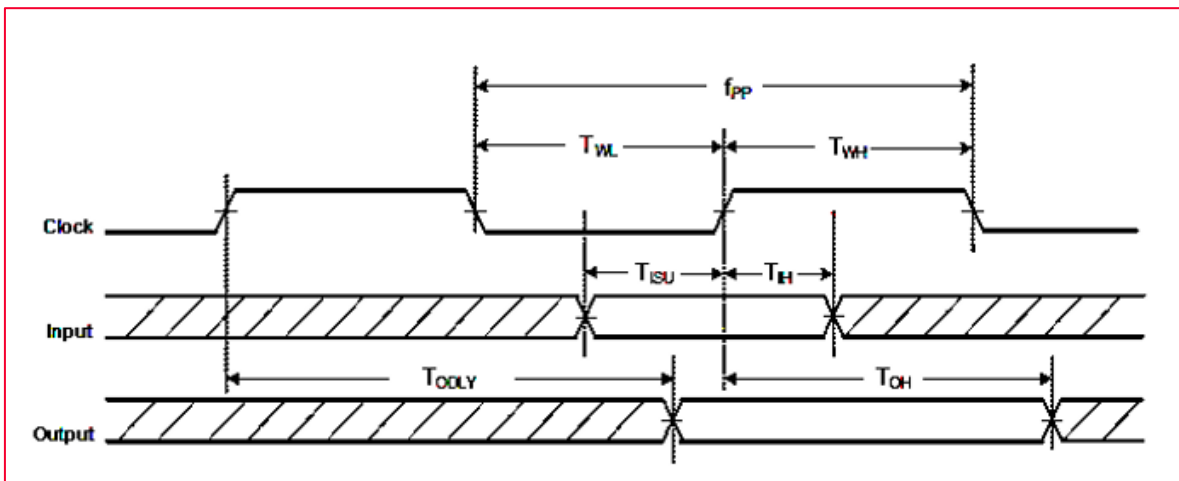 fPP
TWL
TWH
Clock
TISU
TIH
Input
TODLY
TOH
Output